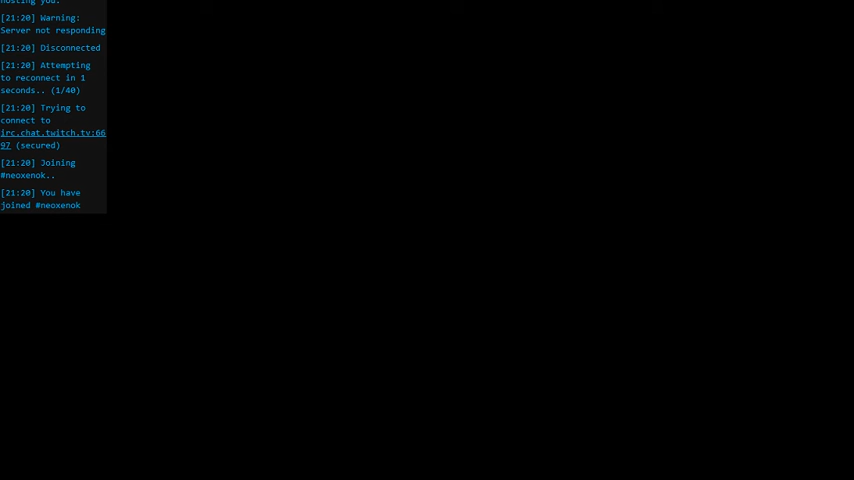 hosting you.
[21:20] Warning:
Server not responding
[21:20] Disconnected
[21:20] Attempting
to reconnect in 1
seconds.. (1/40)
[21:20] Trying to
connect to
irc.chat.twitch.tv:66
97 (secured)
[21:20] Joining
#neoxenok..
[21:20] You have
joined #neoxenok